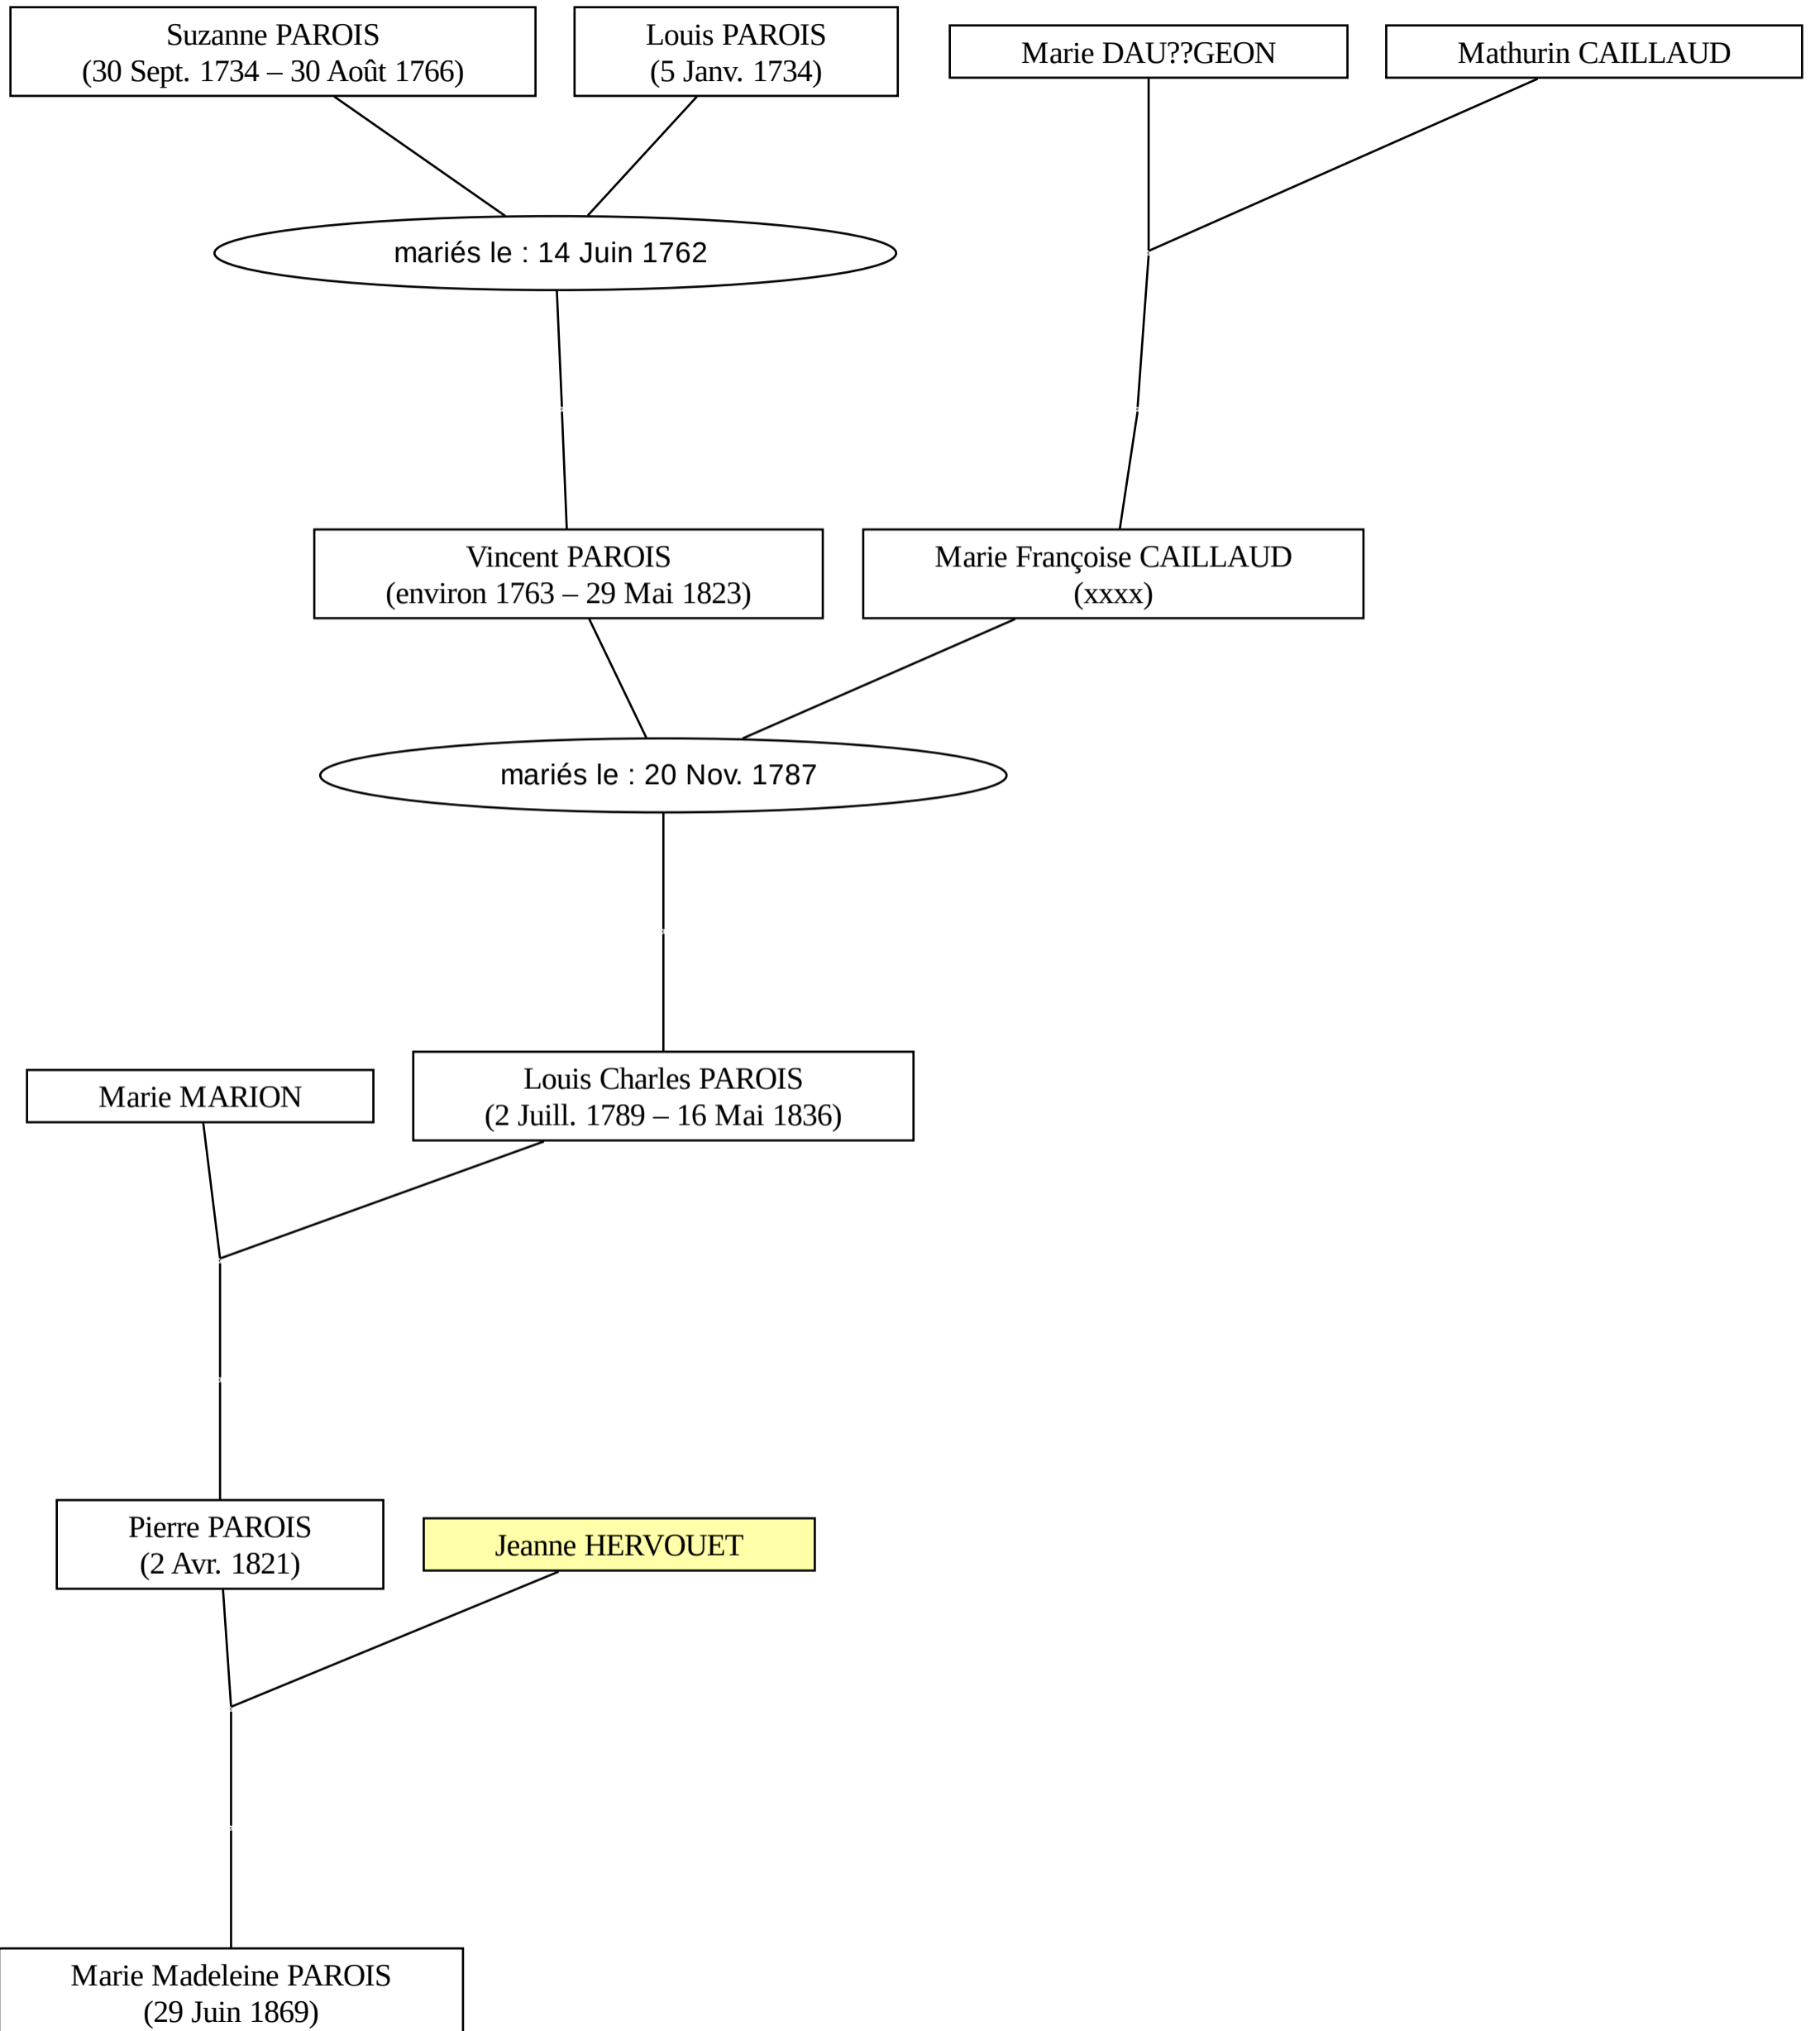 Suzanne PAROIS
(30 Sept. 1734 – 30 Août 1766)
Louis PAROIS
(5 Janv. 1734)
Marie DAU??GEON
Mathurin CAILLAUD
mariés le : 14 Juin 1762
Vincent PAROIS
(environ 1763 – 29 Mai 1823)
Marie Françoise CAILLAUD
(xxxx)
mariés le : 20 Nov. 1787
Marie MARION
Louis Charles PAROIS
(2 Juill. 1789 – 16 Mai 1836)
Pierre PAROIS
(2 Avr. 1821)
Jeanne HERVOUET
Marie Madeleine PAROIS
(29 Juin 1869)